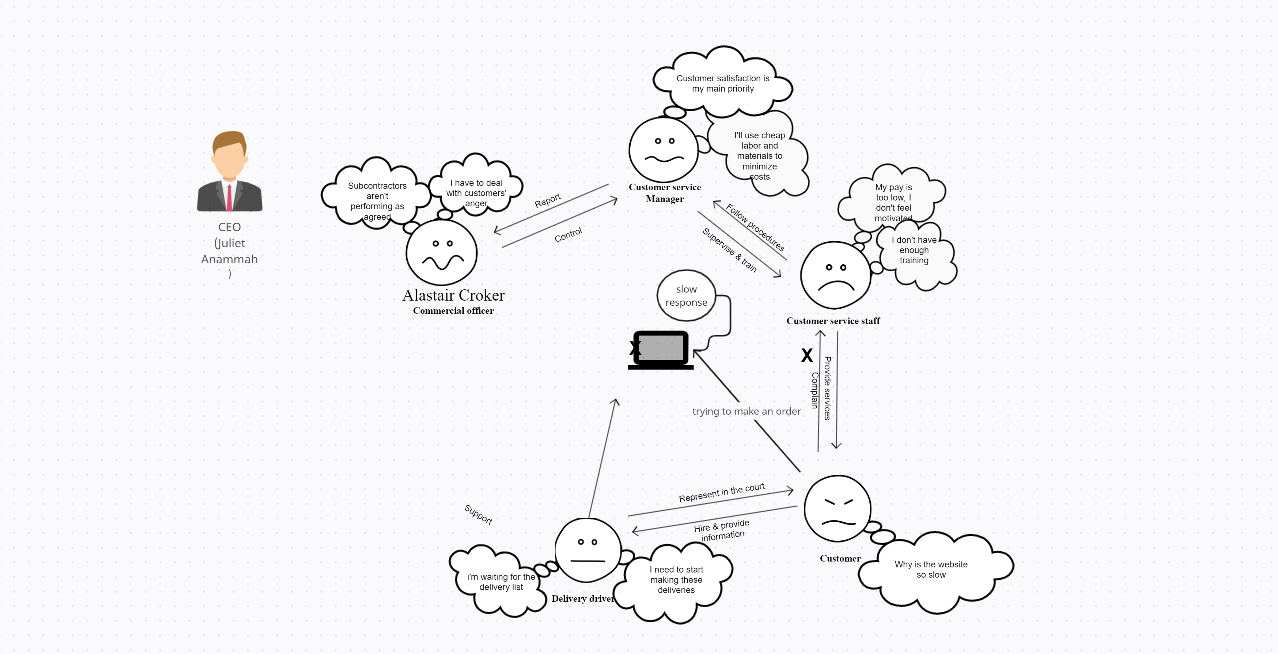 Customer satisfaction is
my main priority
I'll use cheap
labor and
materials to
minimize
costs
Customer service
Manager
CEO
(Juliet
Anammah
)
Subcontractors
aren't
performing as
agreed
I have to deal
with customers'
anger
Alastair Croker
Commercial officer
Report
Control
Follow procedures
Supervise & train
My pay is
too low, I
don't feel
motivated
I don't have
enough
training
Customer service staff
slow
response
X
X
Complain
Provide services
trying to make an order
Represent in the court
Hire & provide
information
Support
i'm waiting for the
delivery list
Delivery driver
I need to start
making these
deliveries
Customer
Why is the website
so slow